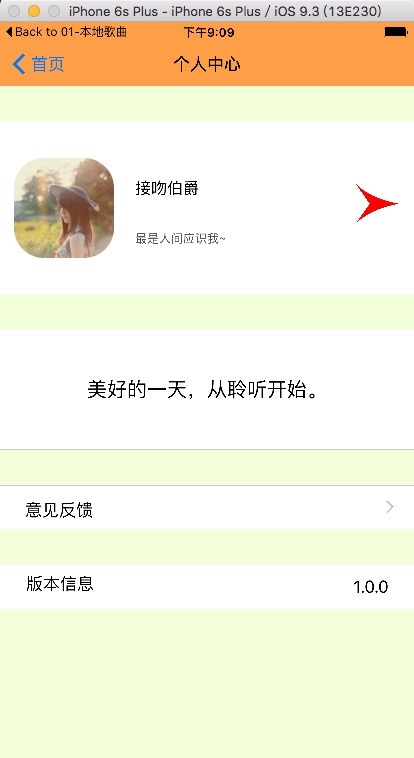 iPhone 6s Plus - iPhone 6s Plus / iOS 9.3 (13E230)
Back to 01-本地歌曲 下午9:09
首页 个人中心
接吻伯爵
最是人间应识我~
美好的一天，从聆听开始。
意见反馈
版本信息 1.0.0